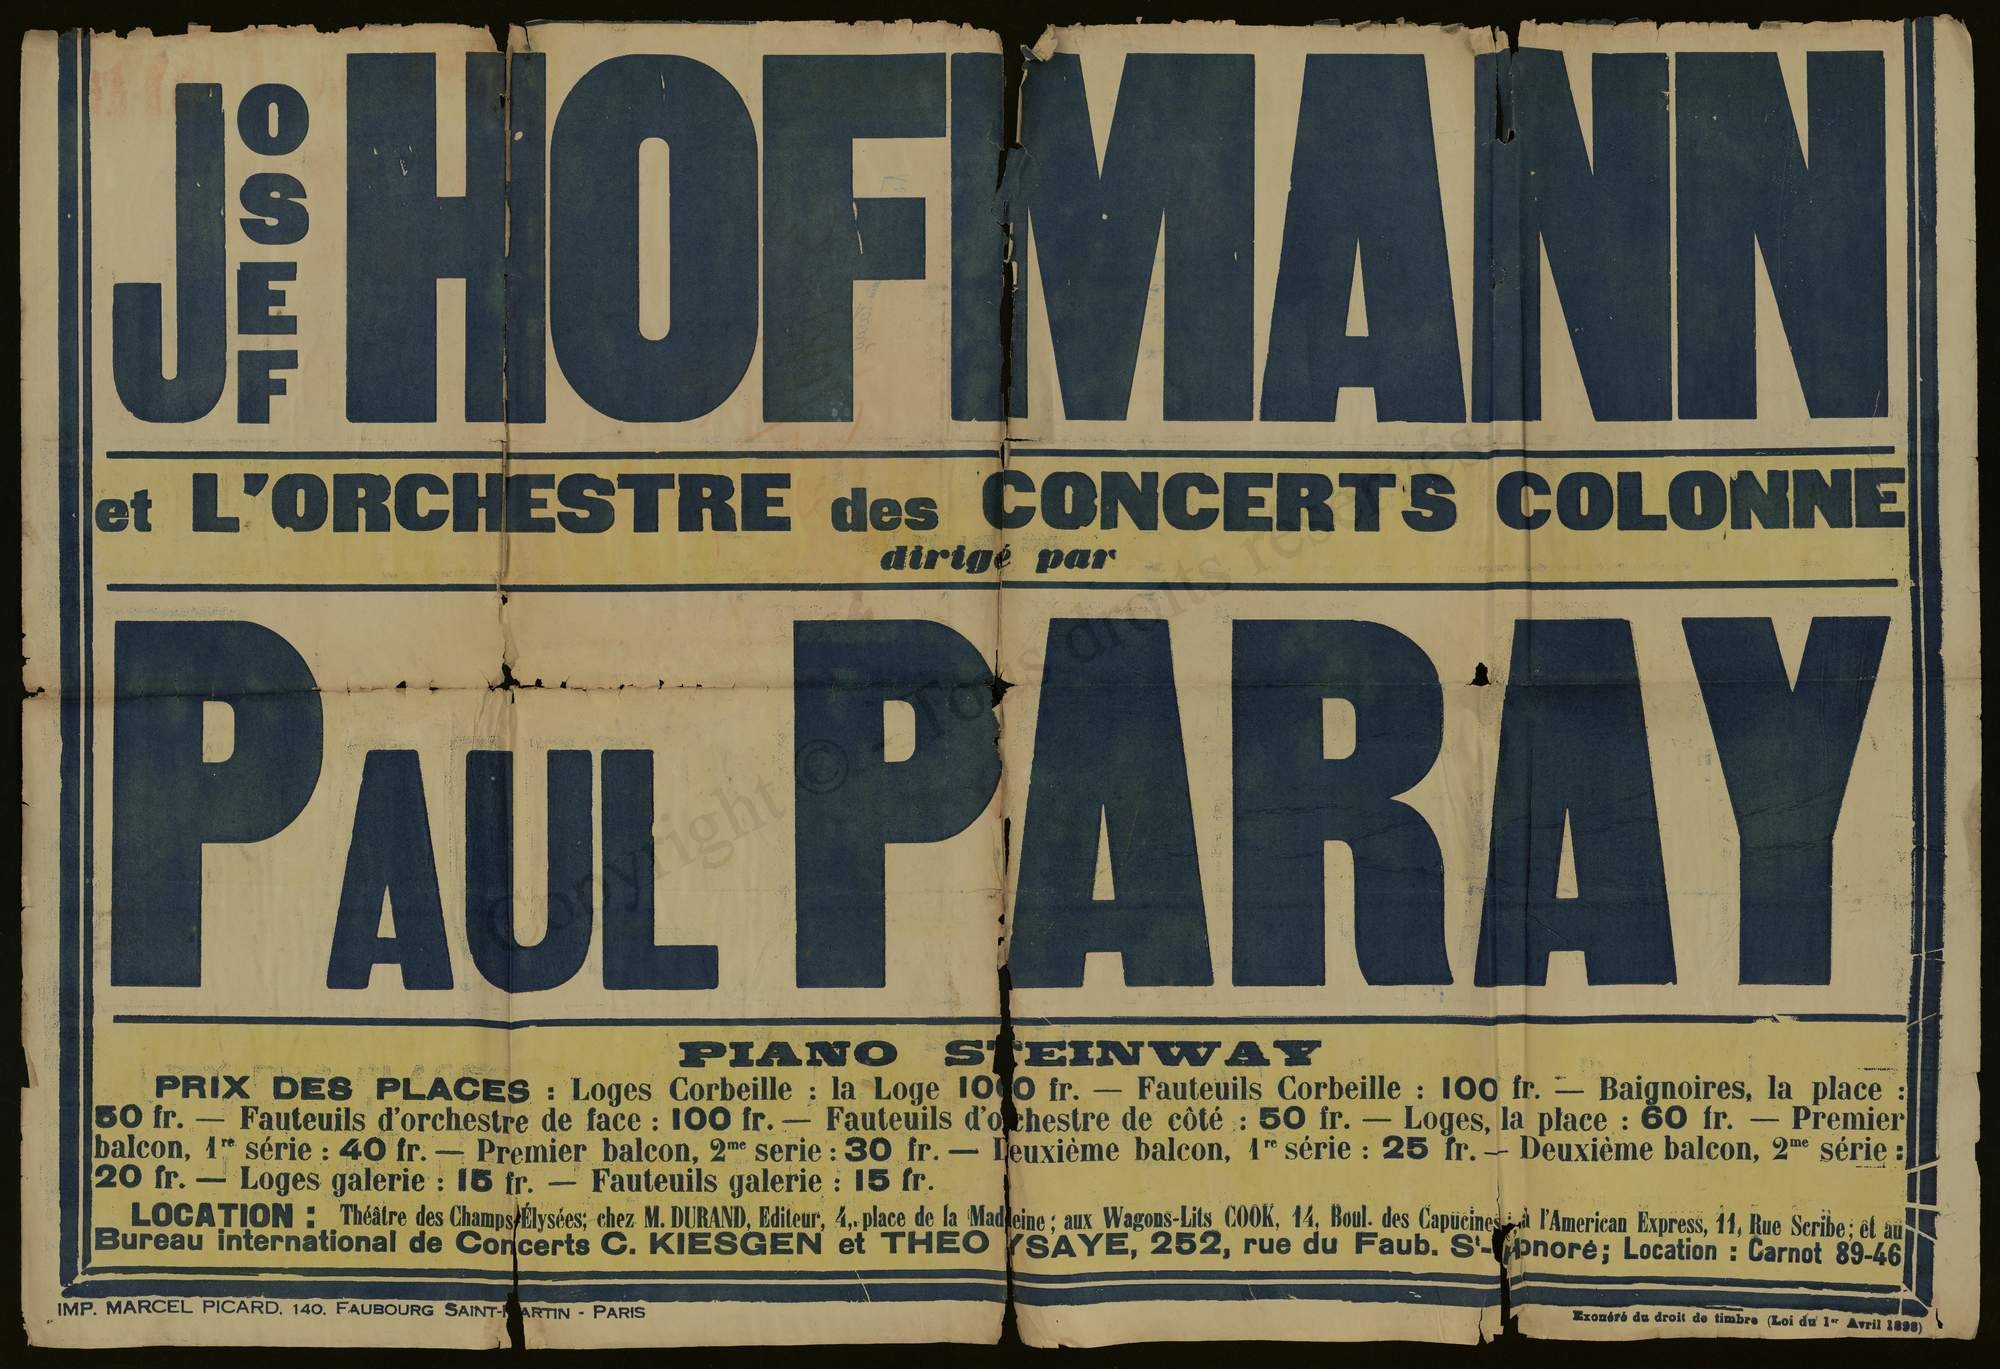 JOSEF HOFMANN
et L'ORCHESTRE des CONCERTS COLONNE
dirigé par
PAUL PARAY
PIANO STEINWAY
PRIX DES PLACES : Loges Corbeille : la Loge 1000 fr. — Fauteuils Corbeille : 100 fr. — Baignoires, la place :
50 fr. — Fauteuils d'orchestre de face : 100 fr. — Fauteuils d'orchestre de côté : 50 fr. — Loges, la place : 60 fr. — Premier
balcon, 1re série : 40 fr. — Premier balcon, 2me serie : 30 fr. — Deuxième balcon, 1re série : 25 fr. — Deuxième balcon, 2me série :
20 fr. — Loges galerie : 15 fr. — Fauteuils galerie : 15 fr.
LOCATION : Théâtre des Champs-Élysées; chez M. DURAND, Editeur, 4, place de la Madeleine ; aux Wagons-Lits COOK, 14, Boul. des Capucines ; à l'American Express, 11, Rue Scribe ; et au
Bureau international de Concerts C. KIESGEN et THEO YSAYE, 252, rue du Faub. St-Honoré ; Location : Carnot 89-46
IMP. MARCEL PICARD, 140, FAUBOURG SAINT-MARTIN - PARIS
Exonéré du droit de timbre (Loi du 1er Avril 1898)
Copyright © - Tous droits réservés